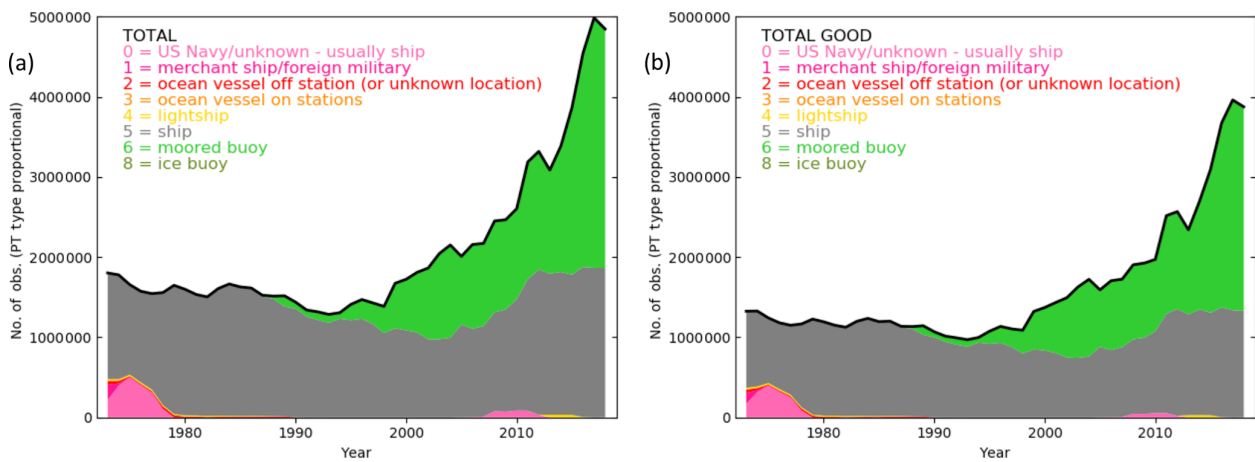 (a)
No. of obs. (PT type proportional)
5000000
4000000
3000000
2000000
1000000
0
TOTAL
0 = US Navy/unknown - usually ship
1 = merchant ship/foreign military
2 = ocean vessel off station (or unknown location)
3 = ocean vessel on stations
4 = lightship
5 = ship
6 = moored buoy
8 = ice buoy
1980
1990
2000
2010
Year
(b)
No. of obs. (PT type proportional)
5000000
4000000
3000000
2000000
1000000
0
TOTAL GOOD
0 = US Navy/unknown - usually ship
1 = merchant ship/foreign military
2 = ocean vessel off station (or unknown location)
3 = ocean vessel on stations
4 = lightship
5 = ship
6 = moored buoy
8 = ice buoy
1980
1990
2000
2010
Year